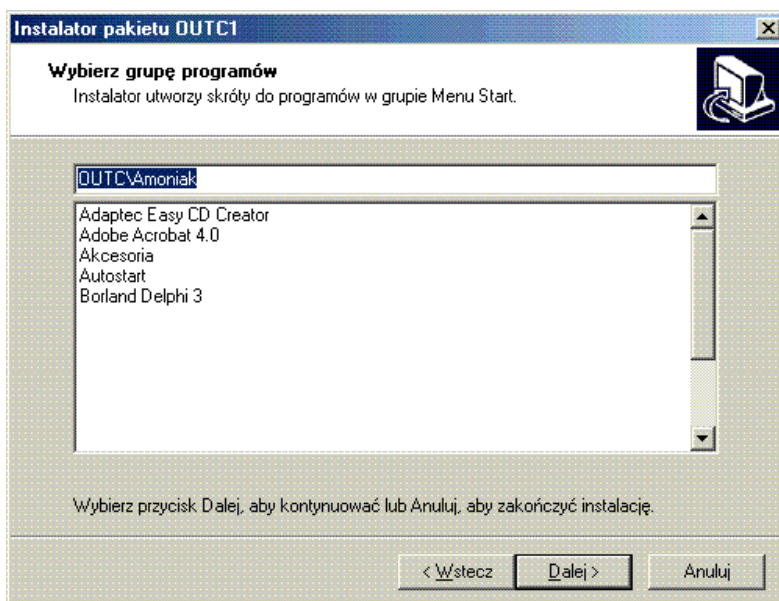 Instalator pakietu OUTC1
Wybierz grupę programów
Instalator utworzy skróty do programów w grupie Menu Start.
OUTC\Amoniak
Adaptec Easy CD Creator
Adobe Acrobat 4.0
Akcesoria
Autostart
Borland Delphi 3
Wybierz przycisk Dalej, aby kontynuować lub Anuluj, aby zakończyć instalację.
< Wstecz
Dalej >
Anuluj